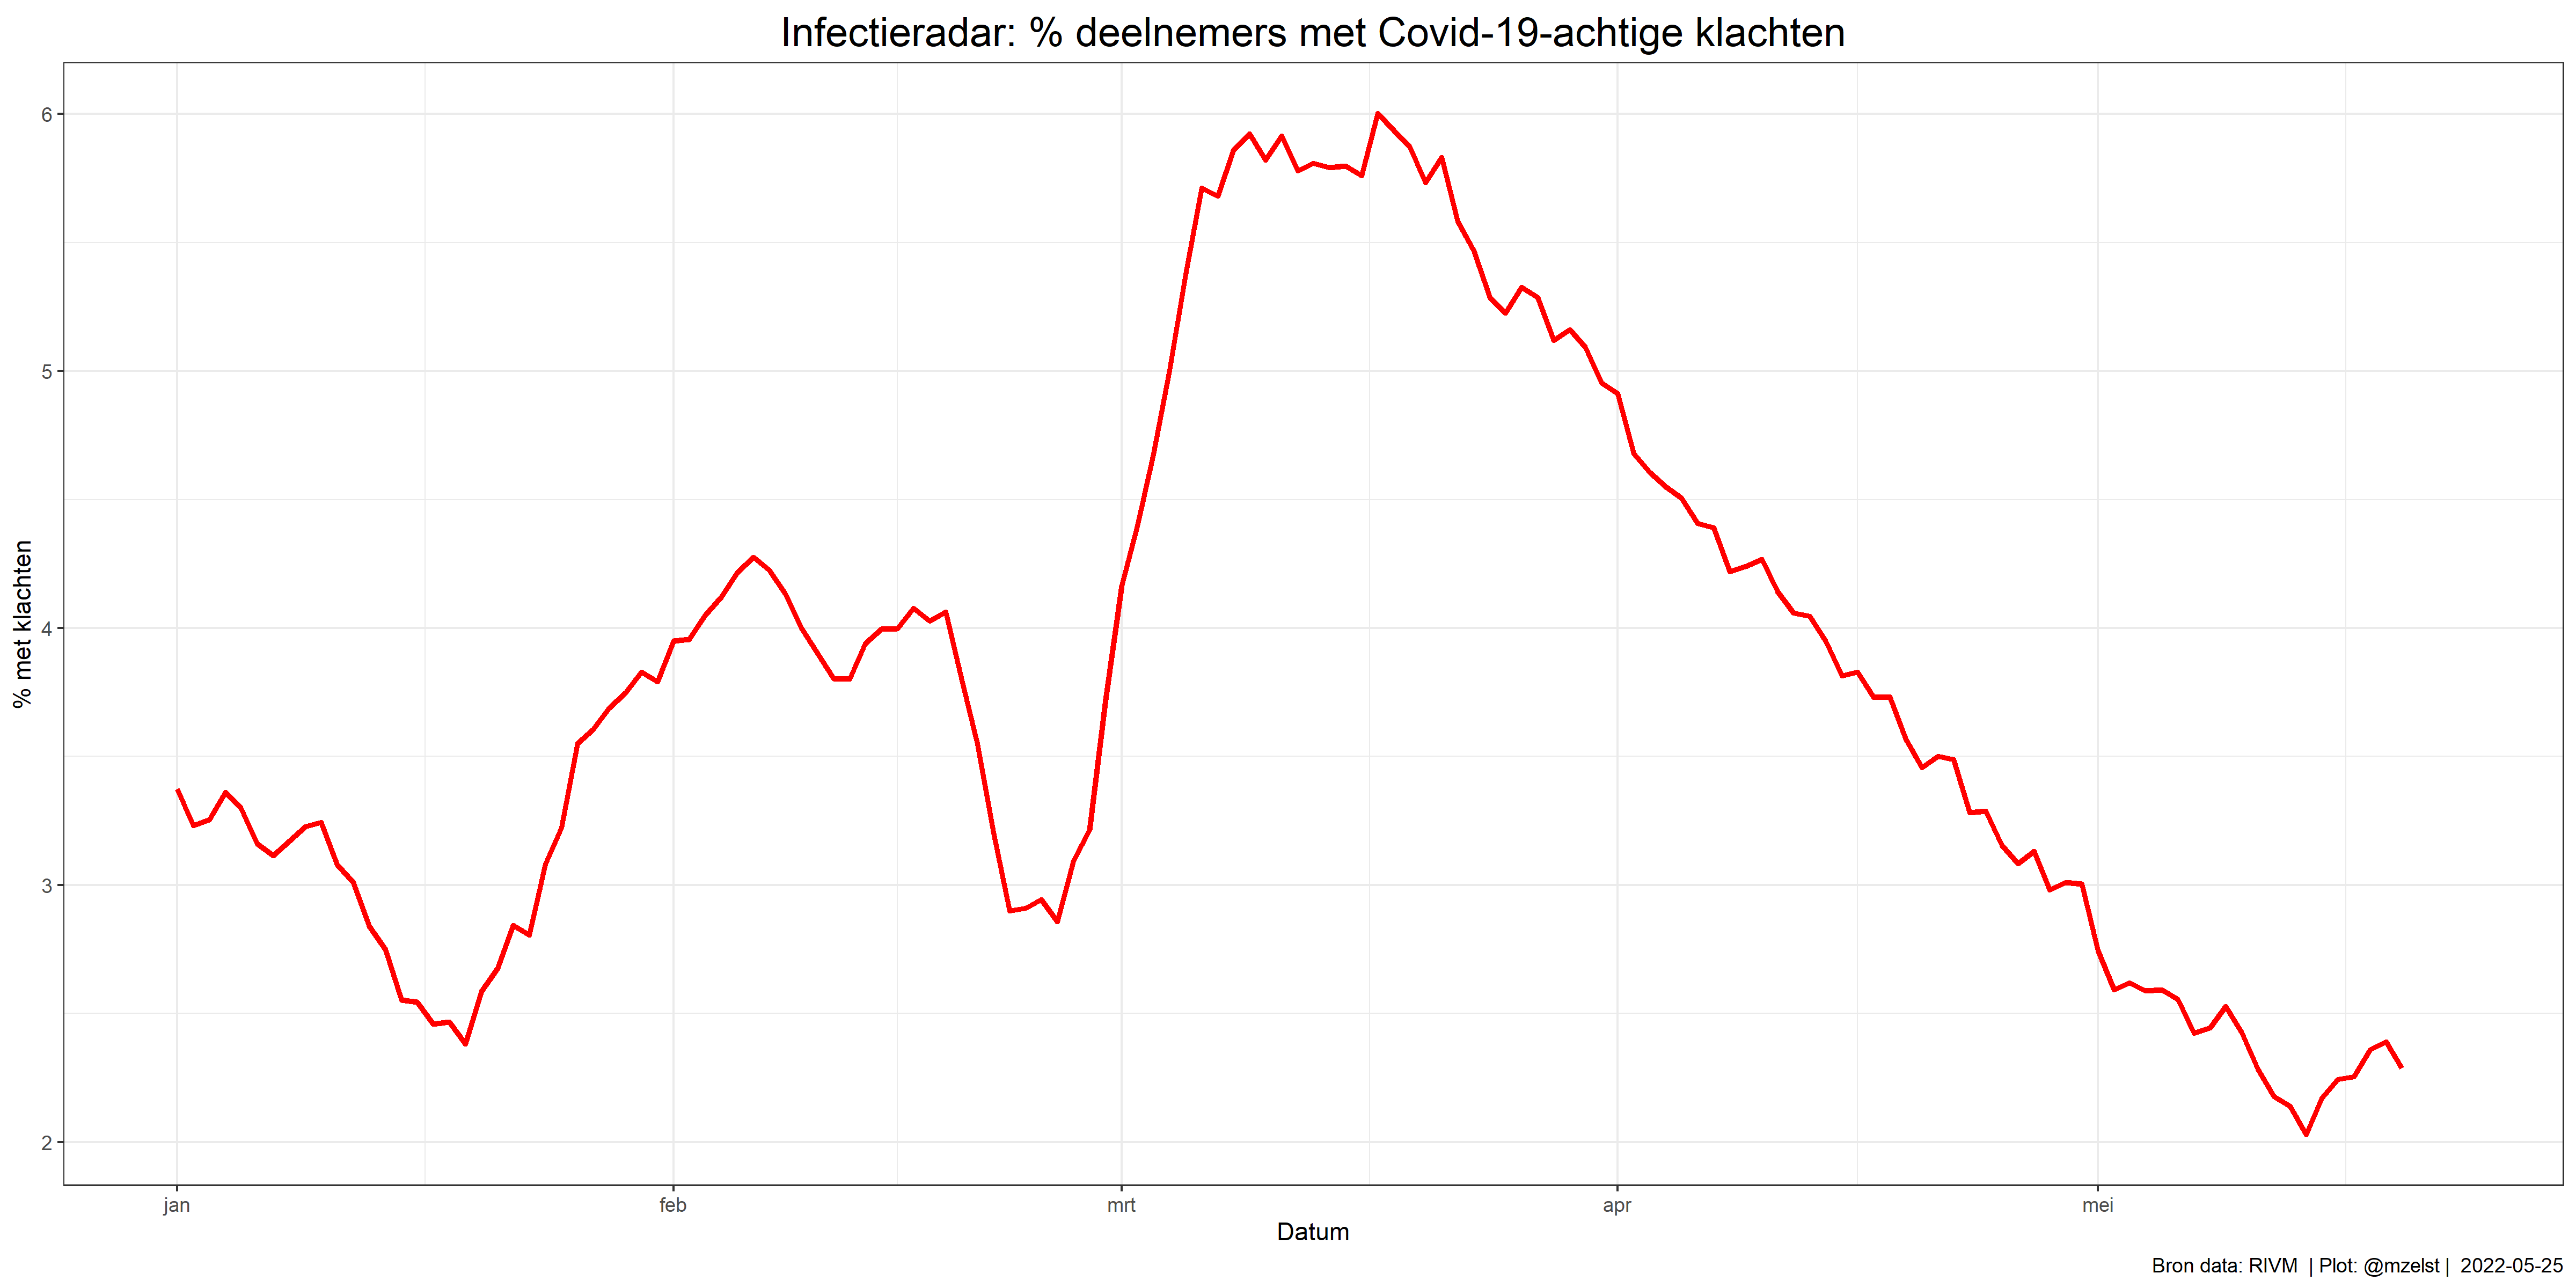 Infectieradar: % deelnemers met Covid-19-achtige klachten
% met klachten
6
5
4
3
2
jan feb mrt apr mei
Datum
Bron data: RIVM | Plot: @mzelst | 2022-05-25